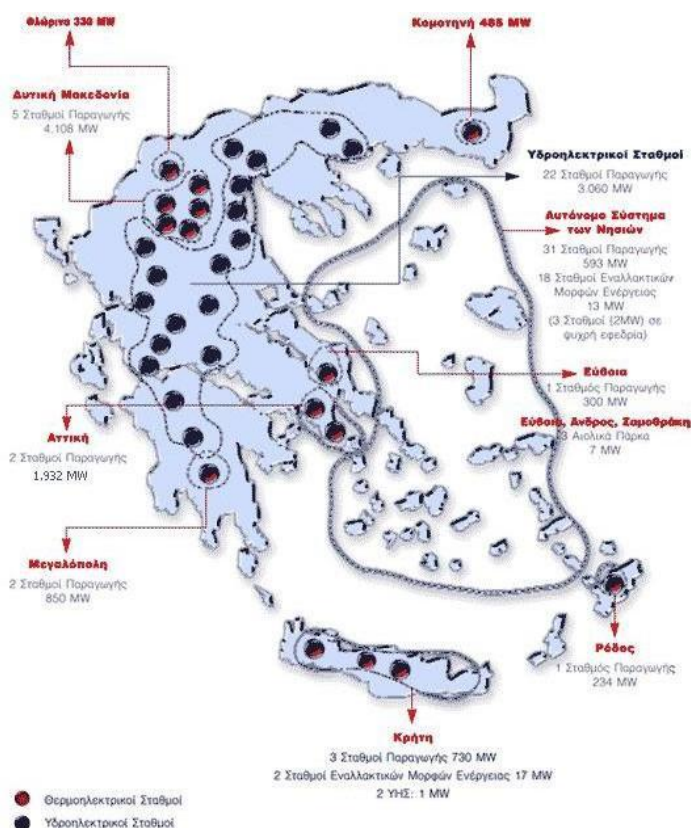 Φλώρινα 330 MW
Κομοτηνή 485 MW
Δυτική Μακεδονία
5 Σταθμοί Παραγωγής
4.108 MW
Υδροηλεκτρικοί Σταθμοί
22 Σταθμοί Παραγωγής
3.060 MW
Αυτόνομο Σύστημα
των Νησιών
31 Σταθμοί Παραγωγής
593 MW
18 Σταθμοί Εναλλακτικών
Μορφών Ενέργειας
13 MW
(3 Σταθμοί (2MW) σε
ψυχρή εφεδρία)
Εύβοια
1 Σταθμός Παραγωγής
300 MW
Εύβοια, Άνδρος, Σαμοθράκη
3 Αιολικά Πάρκα
7 MW
Αττική
2 Σταθμοί Παραγωγής
1.932 MW
Μεγαλόπολη
2 Σταθμοί Παραγωγής
850 MW
Ρόδος
1 Σταθμός Παραγωγής
234 MW
Κρήτη
3 Σταθμοί Παραγωγής 730 MW
2 Σταθμοί Εναλλακτικών Μορφών Ενέργειας 17 MW
2 ΥΗΣ: 1 MW
Θερμοηλεκτρικοί Σταθμοί
Υδροηλεκτρικοί Σταθμοί